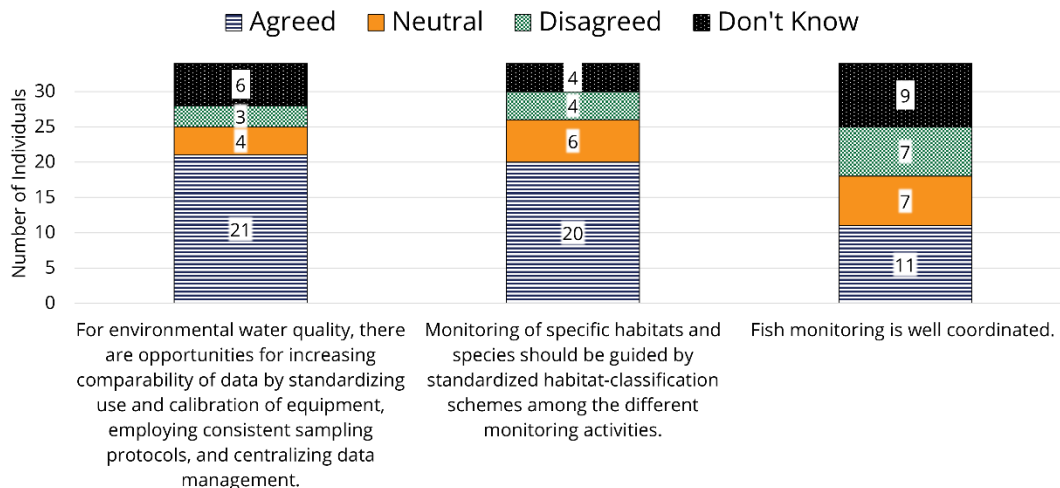 Agreed Neutral Disagreed Don't Know
Number of Individuals
30
25
20
15
10
5
0
6
3
4
21
4
4
6
20
9
7
7
11
For environmental water quality, there
are opportunities for increasing
comparability of data by standardizing
use and calibration of equipment,
employing consistent sampling
protocols, and centralizing data
management.
Monitoring of specific habitats and
species should be guided by
standardized habitat-classification
schemes among the different
monitoring activities.
Fish monitoring is well coordinated.